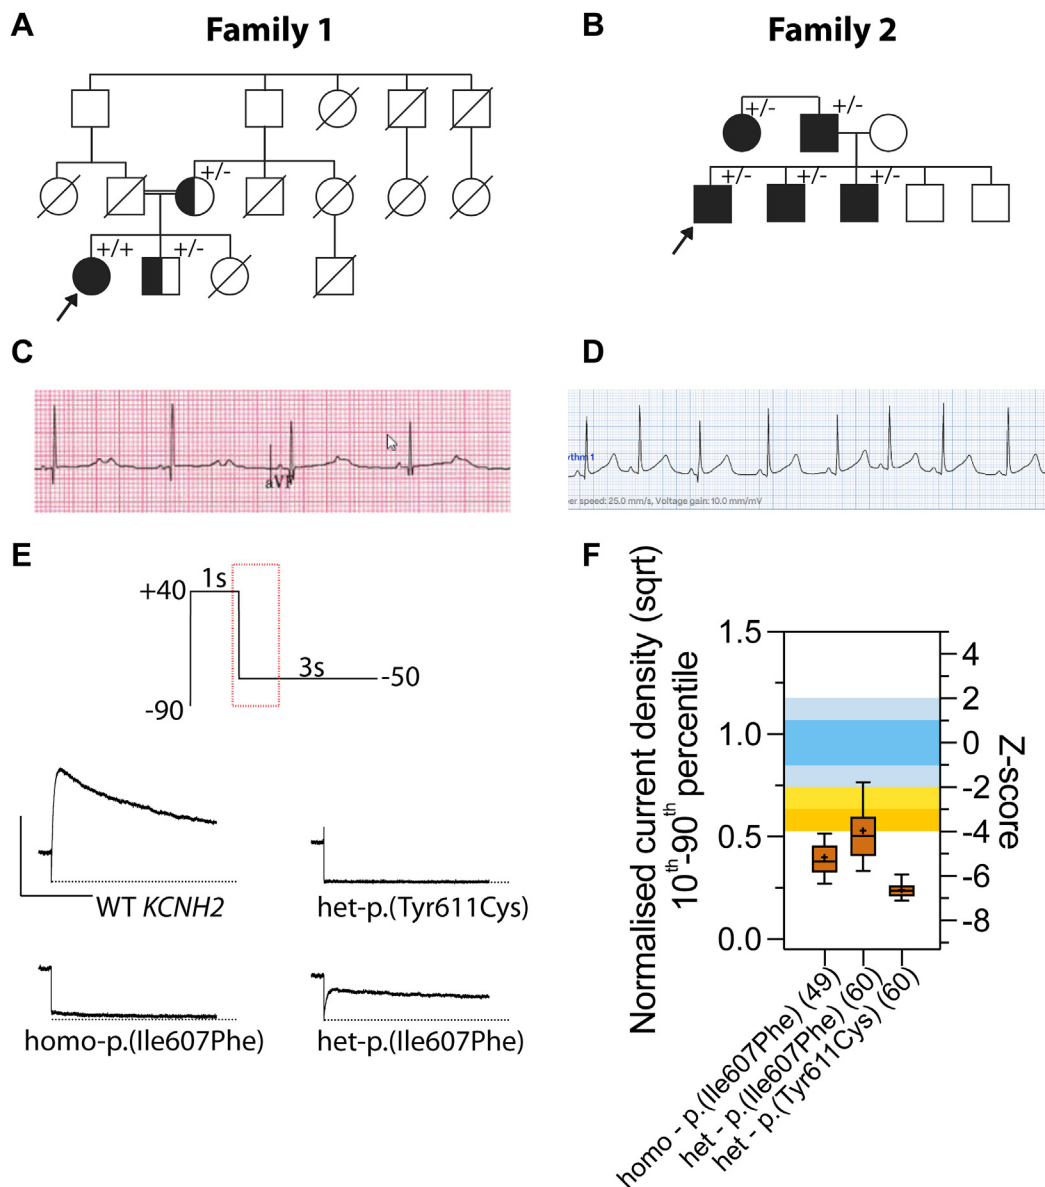 A
Family 1
B
Family 2
+/-
+/+
+/-
+/-
+/-
+/-
+/-
+/-
C
D
aVF
ythm 1
er speed: 25.0 mm/s, Voltage gain: 10.0 mm/mV
E
+40
1s
3s
-50
-90
WT KCNH2
het-p.(Tyr611Cys)
homo-p.(Ile607Phe)
het-p.(Ile607Phe)
F
Normalised current density (sqrt)
10th-90th percentile
1.5
1.0
0.5
0.0
4
2
0
-2
-4
-6
-8
Z-score
homo - p.(Ile607Phe) (49)
het - p.(Ile607Phe) (60)
het - p.(Tyr611Cys) (60)